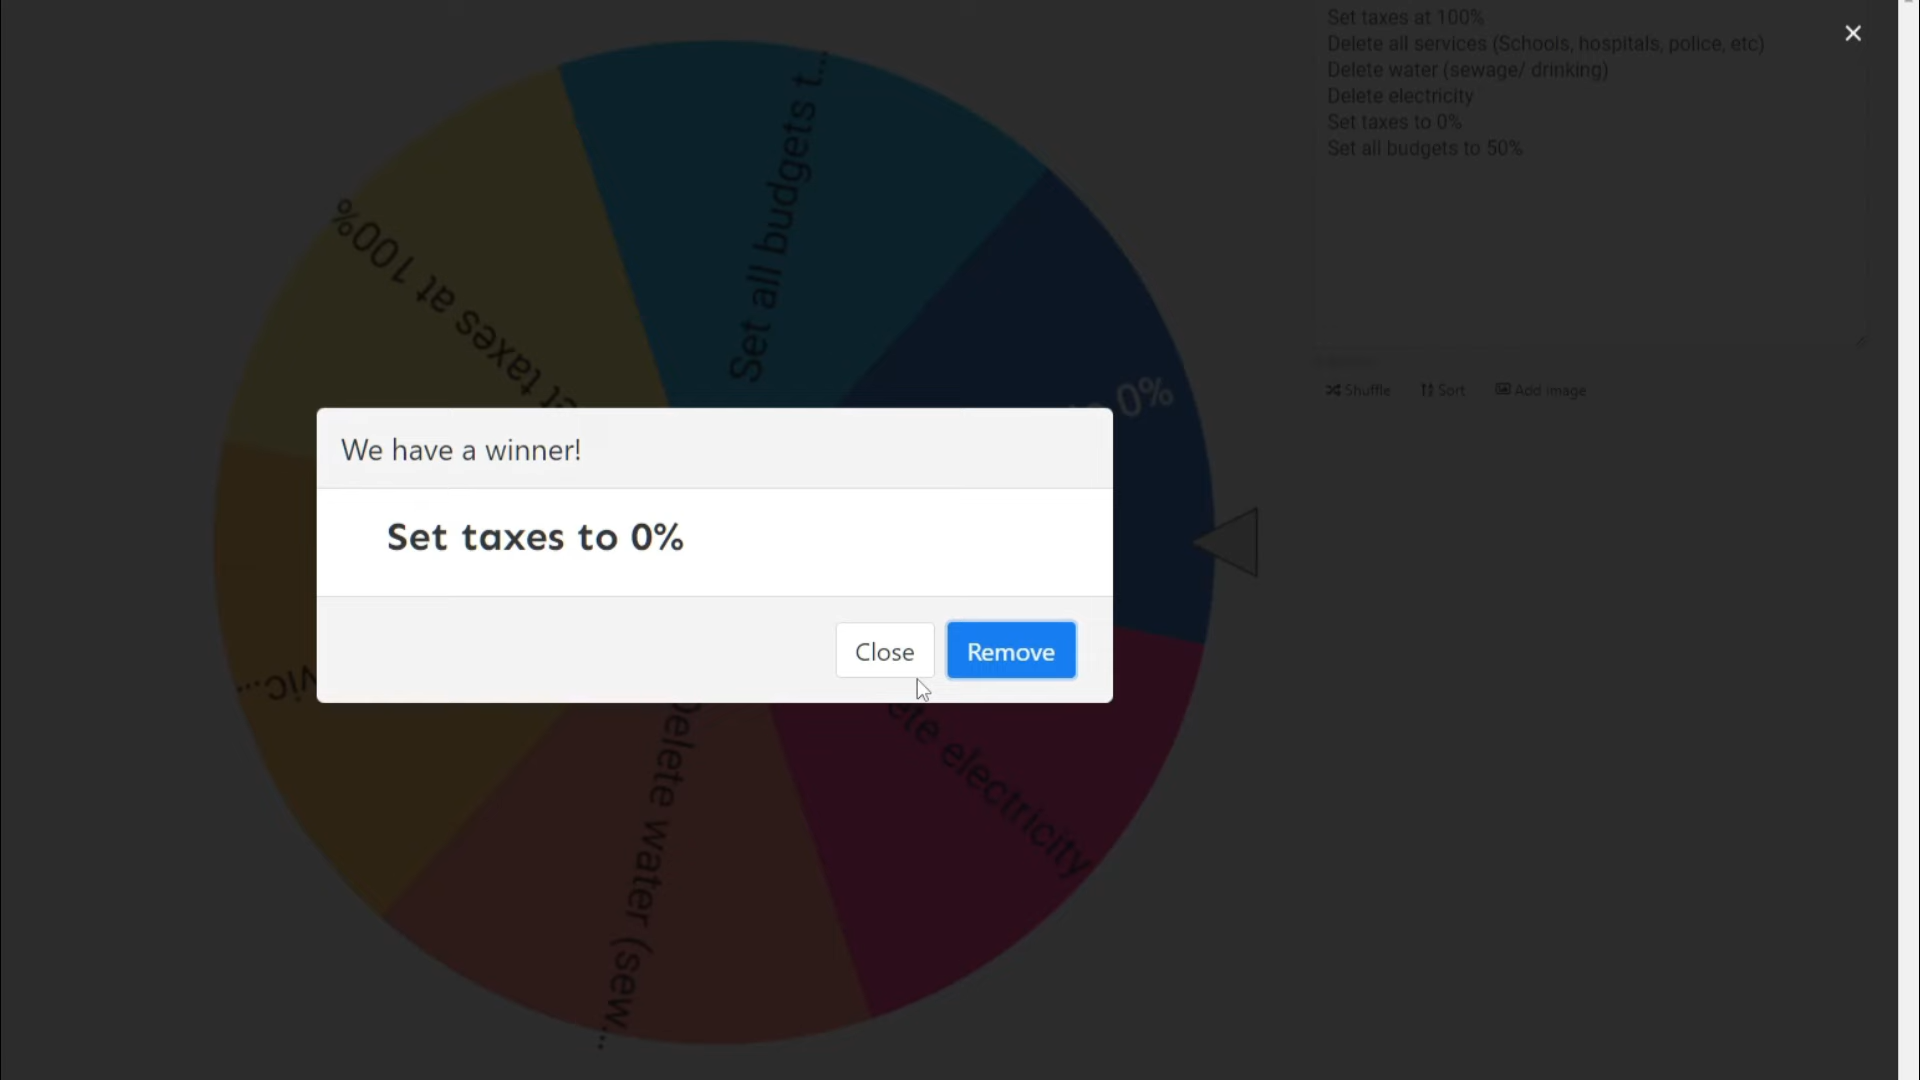 Set taxes at 100%
Delete all services (Schools, hospitals, police, etc)
Delete water (sewage/ drinking)
Delete electricity
Set taxes to 0%
Set all budgets to 50%
Shuffle
Sort
Add image
Set all budgets t...
et taxes at 100%
0%
We have a winner!
Set taxes to 0%
Close
Remove
vic...
Delete water (sew...
ete electricity